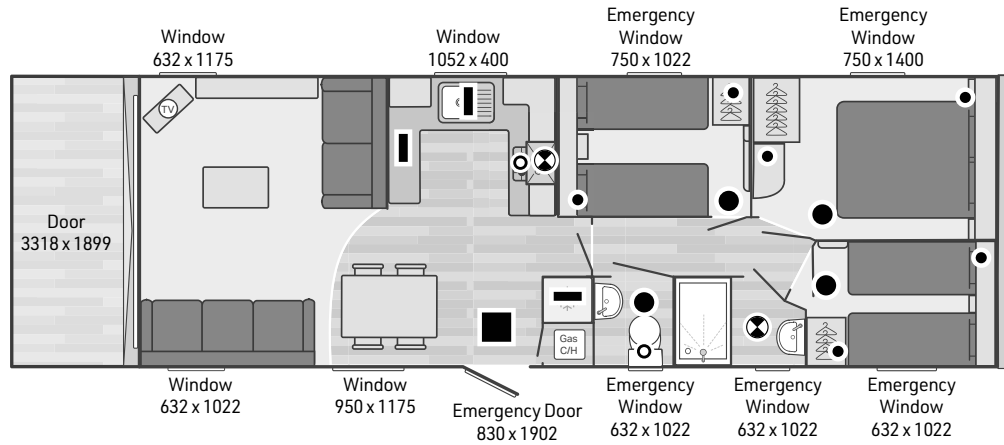 Window
632 x 1175
Window
1052 x 400
Emergency
Window
750 x 1022
Emergency
Window
750 x 1400
TV
Door
3318 x 1899
Gas
C/H
Window
632 x 1022
Window
950 x 1175
Emergency Door
830 x 1902
Emergency
Window
632 x 1022
Emergency
Window
632 x 1022
Emergency
Window
632 x 1022